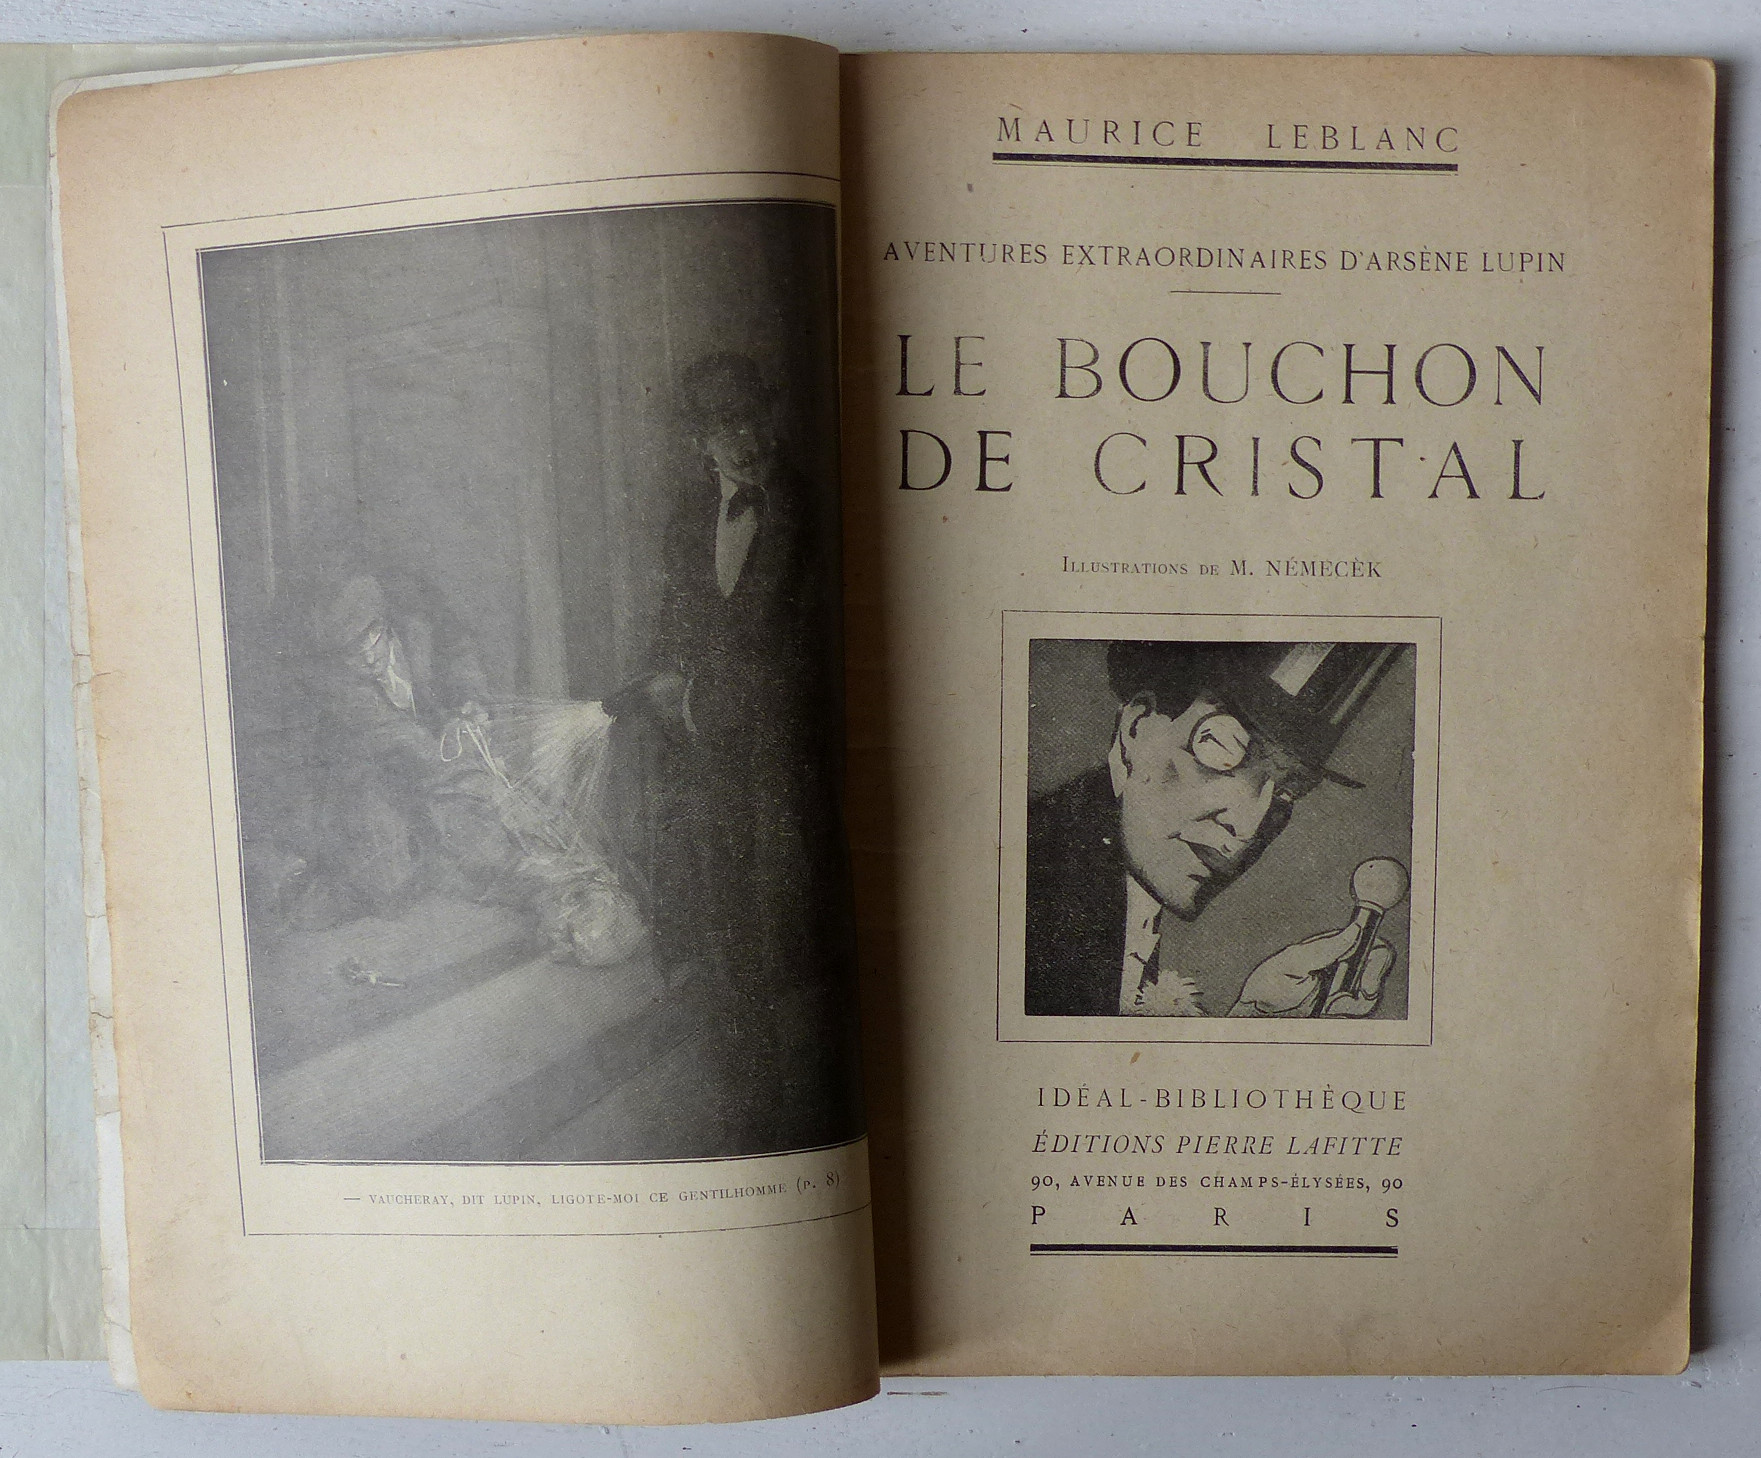 — VAUCHERAY, DIT LUPIN, LIGOTE-MOI CE GENTILHOMME (P. 8)
MAURICE LEBLANC
AVENTURES EXTRAORDINAIRES D'ARSÈNE LUPIN
LE BOUCHON
DE CRISTAL
ILLUSTRATIONS DE M. NÉMECÈK
IDÉAL-BIBLIOTHÈQUE
ÉDITIONS PIERRE LAFITTE
90, AVENUE DES CHAMPS-ÉLYSÉES, 90
PARIS